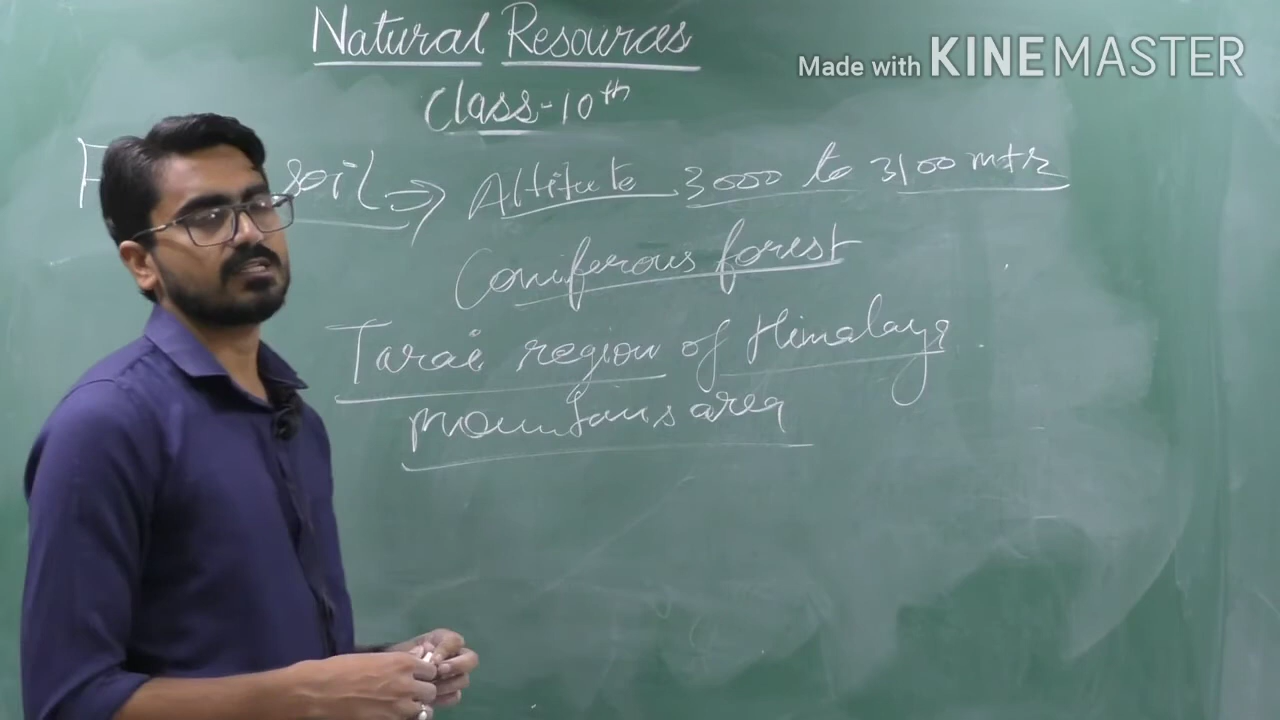 Natural Resources
Made with KINEMASTER
Class-10th
soil → Altitute 3000 to 3100 mtr
Coniferous forest
Tarai region of Himalaya
mountains area